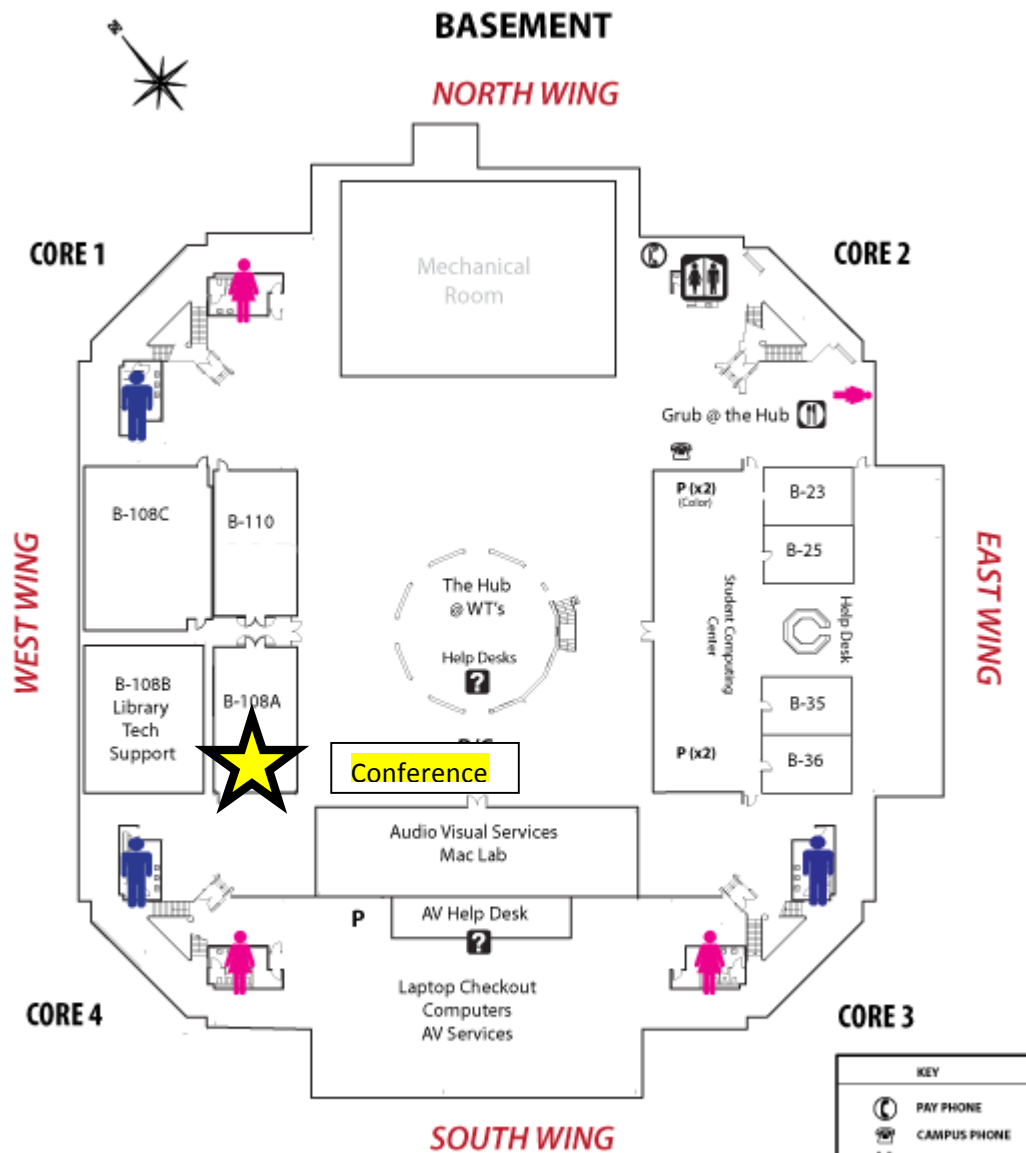 BASEMENT
NORTH WING
CORE 1
CORE 2
Mechanical
Room
Grub @ the Hub
P (x2)
(Color)
B-23
B-108C
B-110
B-25
The Hub
@ WT's
Student Computing
Center
Help Desk
WEST WING
EAST WING
Help Desks
?
B-108B
Library
Tech
Support
B-108A
B-35
P (x2)
B-36
Conference
Audio Visual Services
Mac Lab
P
AV Help Desk
?
Laptop Checkout
Computers
AV Services
CORE 4
CORE 3
SOUTH WING
KEY
PAY PHONE
CAMPUS PHONE